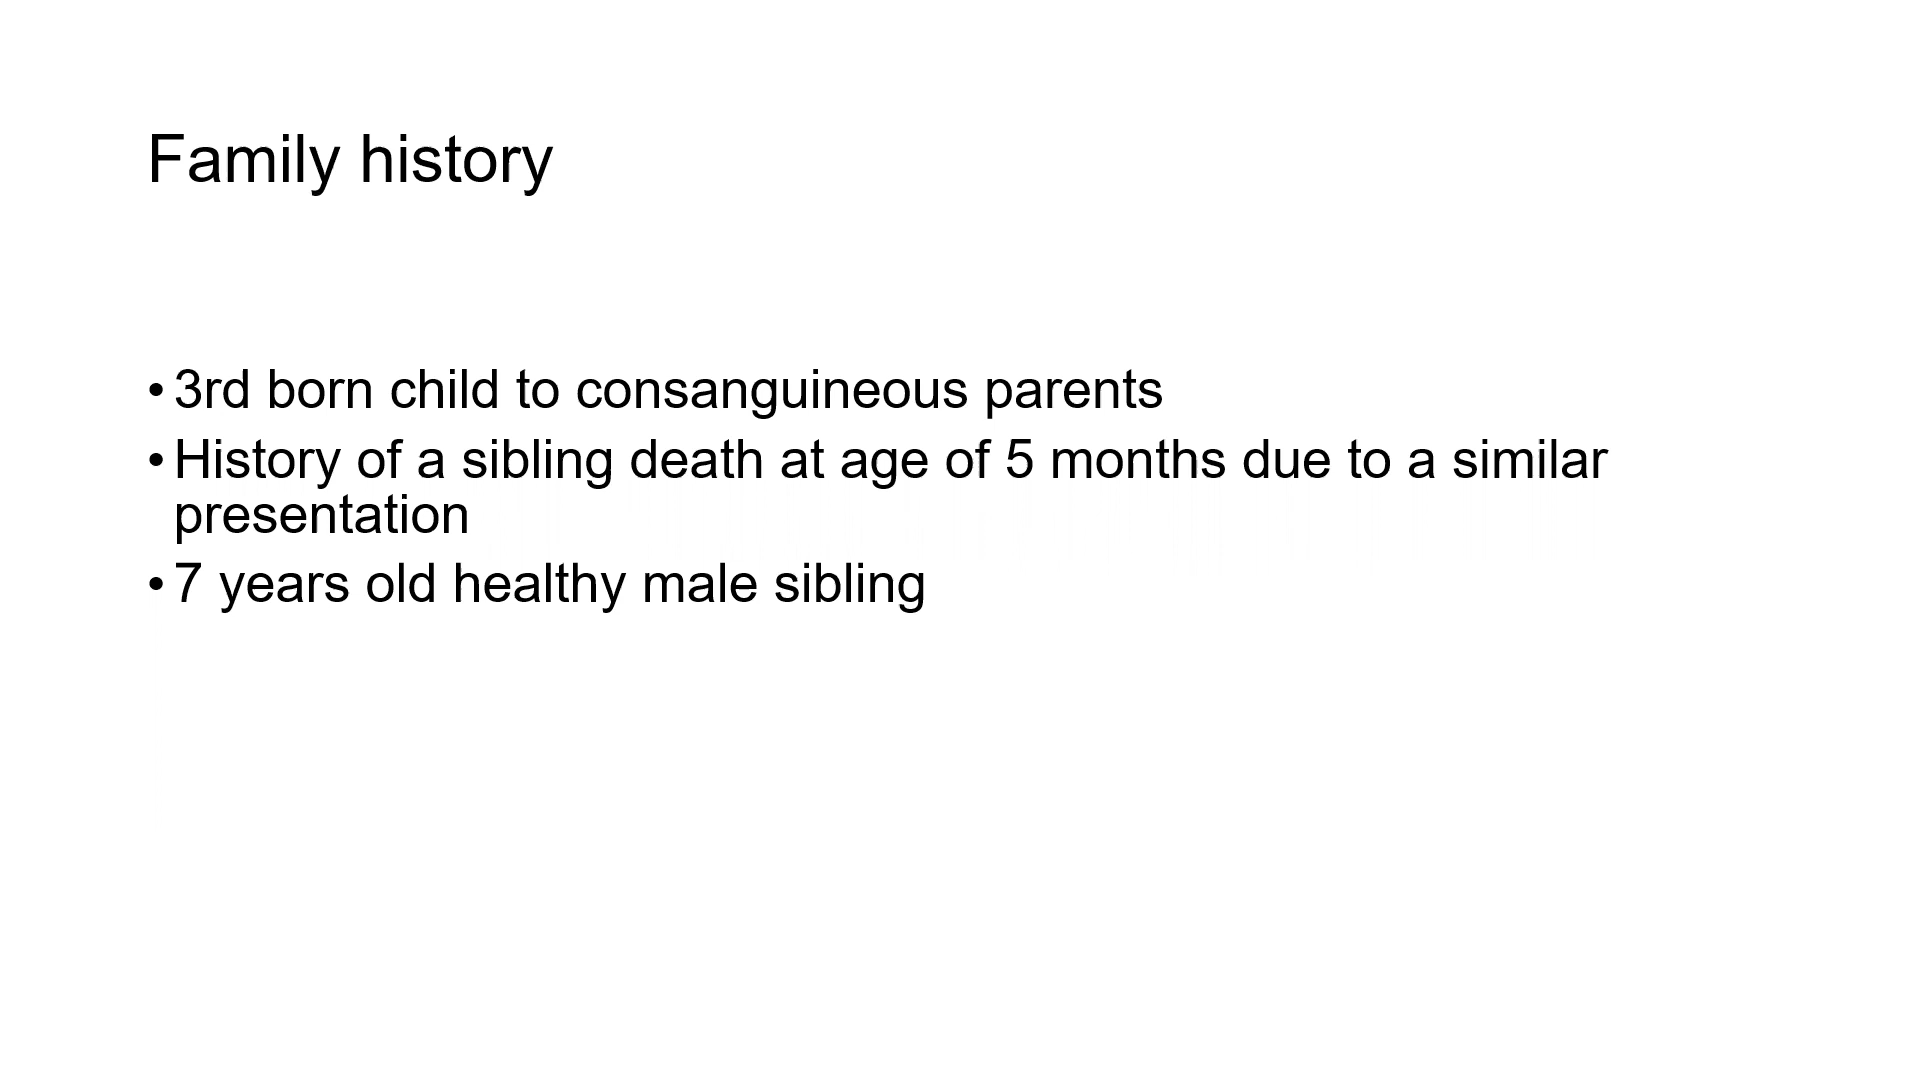 Family history
• 3rd born child to consanguineous parents
• History of a sibling death at age of 5 months due to a similar
presentation
• 7 years old healthy male sibling